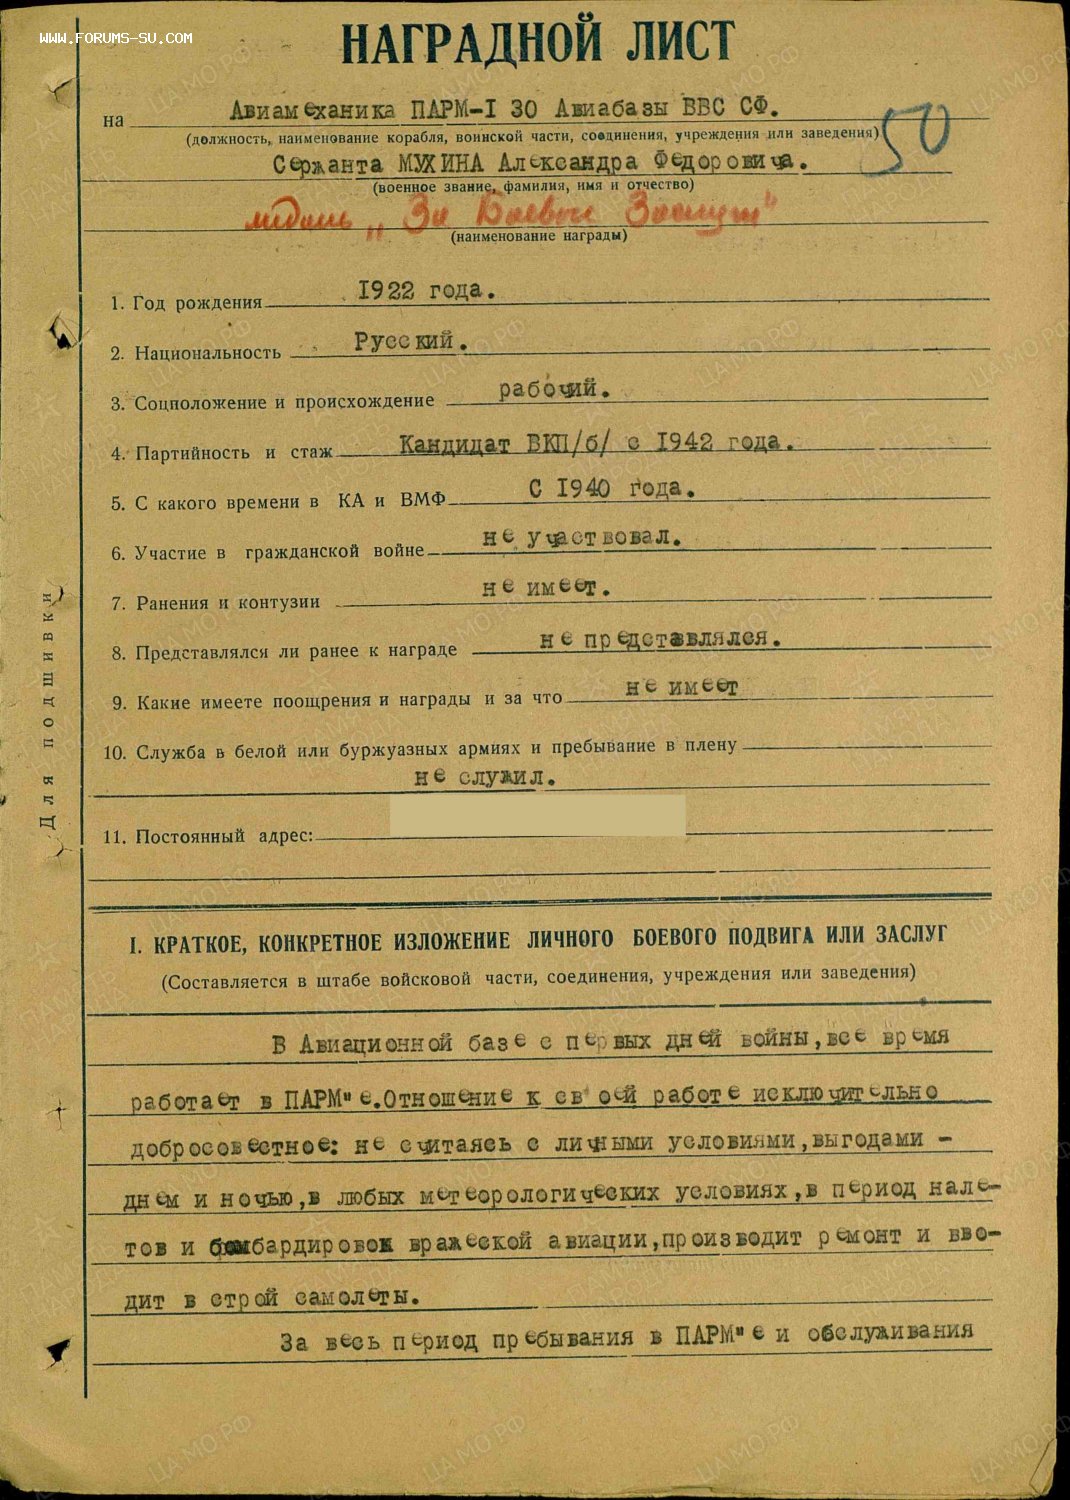 WWW.FORUMS-SU.COM
НАГРАДНОЙ ЛИСТ
50
на Авиамеханика ПАРМ-I 30 Авиабазы ВВС СФ.
(должность, наименование корабля, воинской части, соединения, учреждения или заведения)
Сержанта МУХИНА Александра Федоровича.
(военное звание, фамилия, имя и отчество)
медаль „За Боевые Заслуги"
(наименование награды)
1. Год рождения I922 года.
2. Национальность Русский.
3. Соцположение и происхождение рабочий.
4. Партийность и стаж Кандидат ВКП/б/ с I942 года.
5. С какого времени в КА и ВМФ С I940 года.
6. Участие в гражданской войне не участвовал.
7. Ранения и контузии не имеет.
8. Представлялся ли ранее к награде не представлялся.
9. Какие имеете поощрения и награды и за что не имеет
10. Служба в белой или буржуазных армиях и пребывание в плену
не служил.
11. Постоянный адрес:
Для подшивки
I. КРАТКОЕ, КОНКРЕТНОЕ ИЗЛОЖЕНИЕ ЛИЧНОГО БОЕВОГО ПОДВИГА ИЛИ ЗАСЛУГ
(Составляется в штабе войсковой части, соединения, учреждения или заведения)
В Авиационной базе с первых дней войны, все время
работает в ПАРМ"е. Отношение к св'оей работе исключительно
добросовестное: не считаясь с личными условиями, выгодами -
днем и ночью, в любых метеорологических условиях, в период нале-
тов и бомбардировок вражеской авиации, производит ремонт и вво-
дит в строй самолеты.
За весь период пребывания в ПАРМ"е и обслуживания